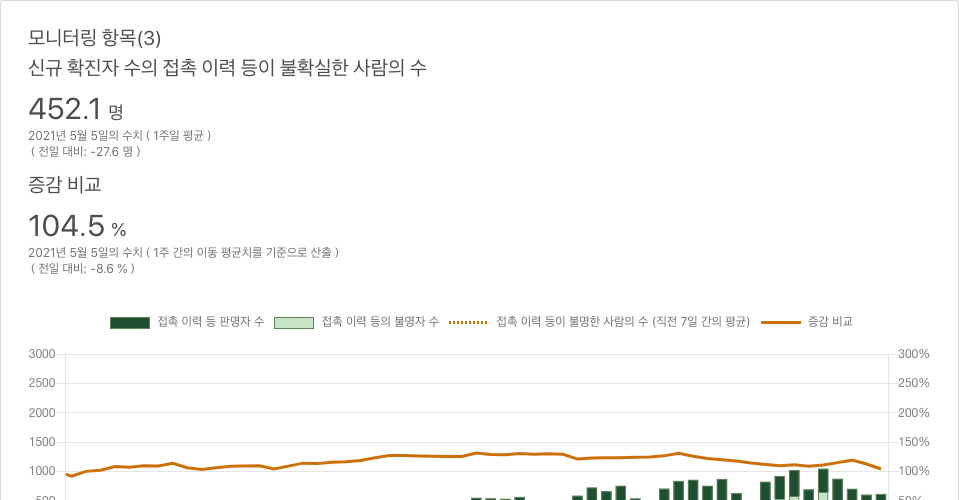 모니터링 항목(3)
신규 확진자 수의 접촉 이력 등이 불확실한 사람의 수
452.1 명
2021년 5월 5일의 수치 ( 1주일 평균 )
( 전일 대비: -27.6 명 )
증감 비교
104.5 %
2021년 5월 5일의 수치 ( 1주 간의 이동 평균치를 기준으로 산출 )
( 전일 대비: -8.6 % )
접촉 이력 등 판명자 수 접촉 이력 등의 불명자 수 접촉 이력 등이 불명한 사람의 수 (직전 7일 간의 평균) 증감 비교
3000 300%
2500 250%
2000 200%
1500 150%
1000 100%
500 50%